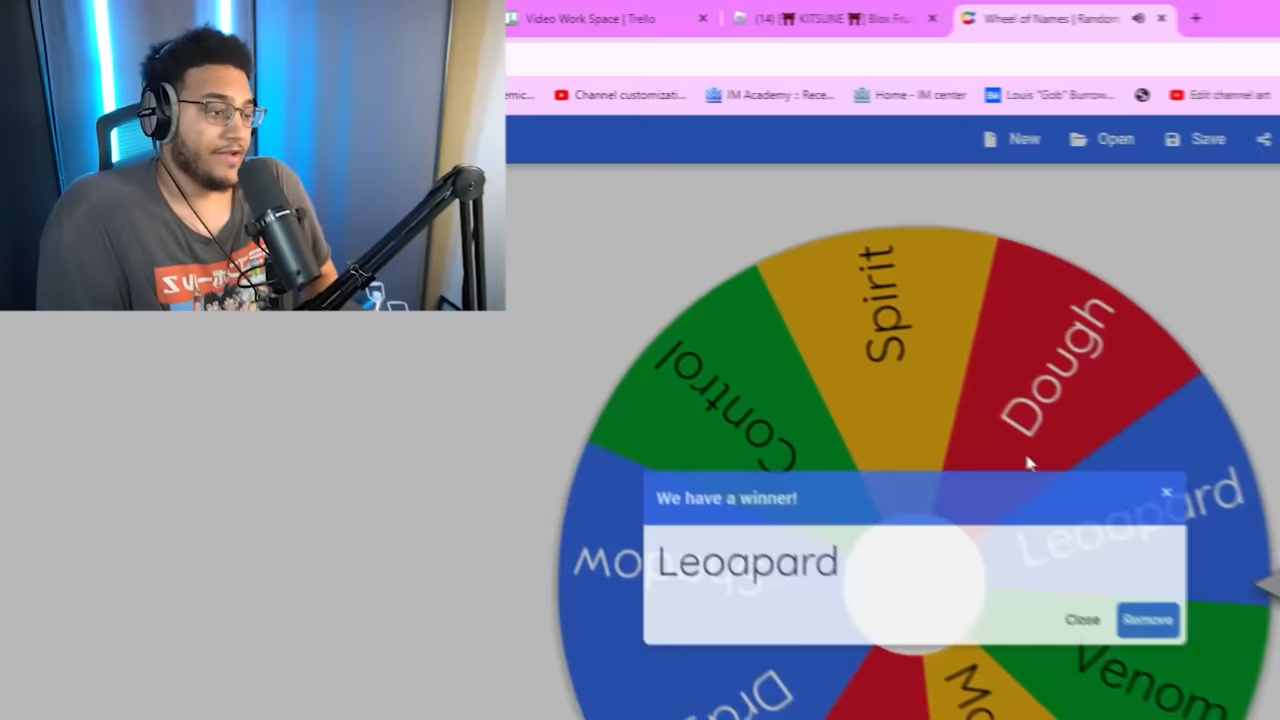 Video Work Space | Trello
(14) [ KITSUNE ] Blox Fru
Wheel of Names | Random
emic...
Channel customizati...
IM Academy :: Rece...
Home - IM center
Louis "Gob" Burrow...
Edit channel art
New
Open
Save
Spirit
Dough
Control
Leoapard
We have a winner!
Leoapard
Close
Remove
Venom